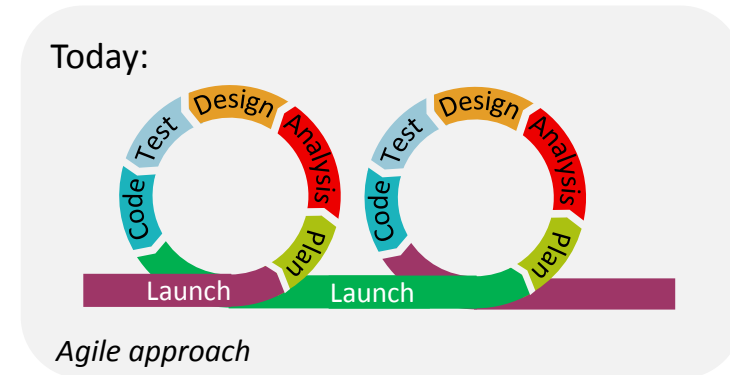 Today:
Design
Test
Analysis
Code
Plan
Launch
Design
Test
Analysis
Code
Plan
Launch
Agile approach